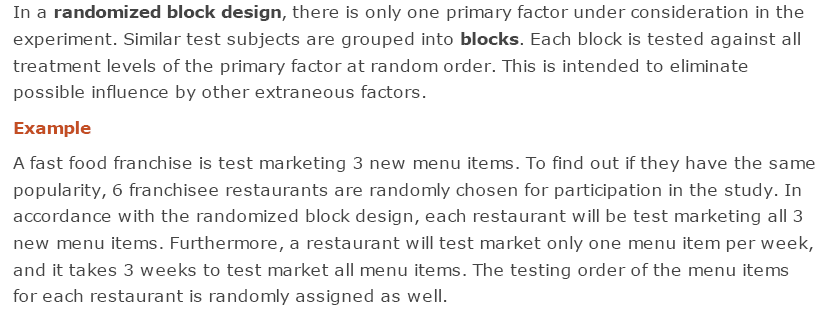 In a randomized block design, there is only one primary factor under consideration in the
experiment. Similar test subjects are grouped into blocks. Each block is tested against all
treatment levels of the primary factor at random order. This is intended to eliminate
possible influence by other extraneous factors.
Example
A fast food franchise is test marketing 3 new menu items. To find out if they have the same
popularity, 6 franchisee restaurants are randomly chosen for participation in the study. In
accordance with the randomized block design, each restaurant will be test marketing all 3
new menu items. Furthermore, a restaurant will test market only one menu item per week,
and it takes 3 weeks to test market all menu items. The testing order of the menu items
for each restaurant is randomly assigned as well.